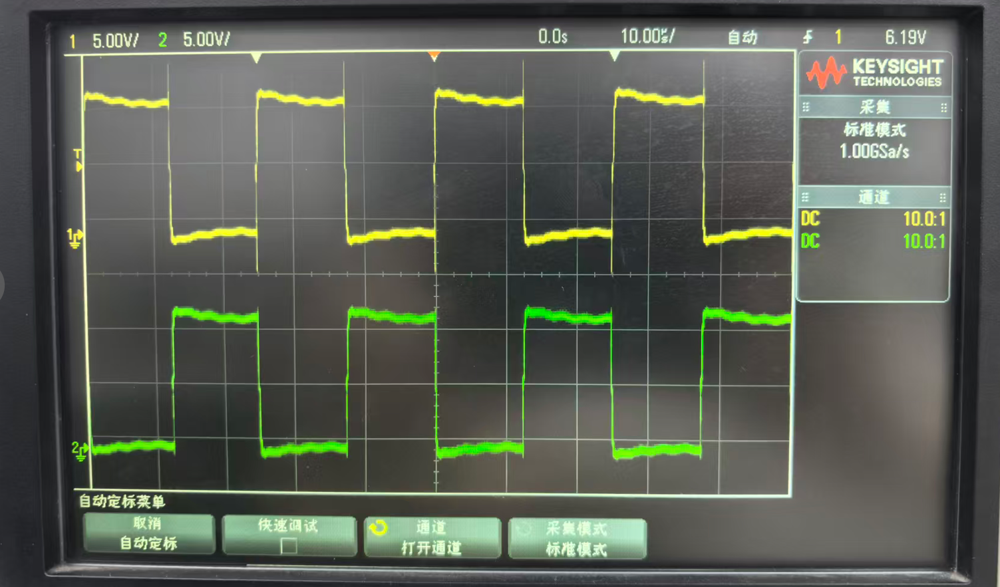 1 5.00V/ 2 5.00V/ 0.0s 10.00µs/ 自动 1 6.19V
KEYSIGHT
TECHNOLOGIES
采集
标准模式
1.00GSa/s
通道
DC 10.0:1
DC 10.0:1
T
1
2
自动定标菜单
取消
自动定标
快速调试
通道
打开通道
采集模式
标准模式